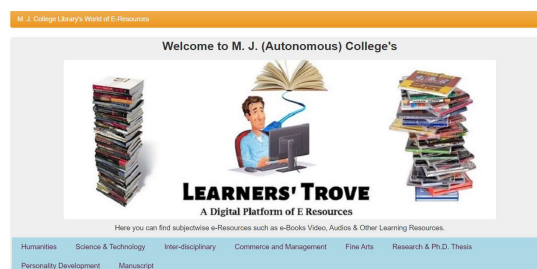 M. J. College Library's World of E-Resources
Welcome to M. J. (Autonomous) College's
LEARNERS' TROVE
A Digital Platform of E Resources
Here you can find subjectwise e-Resources such as e-Books Video, Audios & Other Learning Resources.
Humanities Science & Technology Inter-disciplinary Commerce and Management Fine Arts Research & Ph.D. Thesis
Personality Development Manuscript